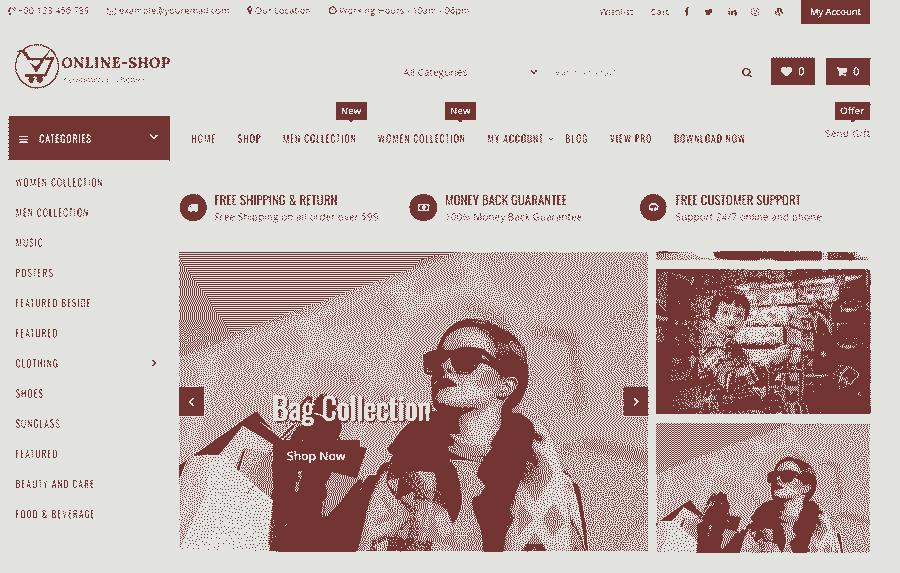 +00 123 456 789 example@youremail.com Our Location Working Hours - 10am - 06pm Wishlist Cart My Account
ONLINE-SHOP
All Categories
0 0
New New Offer
CATEGORIES
HOME SHOP MEN COLLECTION WOMEN COLLECTION MY ACCOUNT BLOG VIEW PRO DOWNLOAD NOW Send Gift
WOMEN COLLECTION
MEN COLLECTION
MUSIC
POSTERS
FEATURED BESIDE
FEATURED
CLOTHING
SHOES
SUNGLASS
FEATURED
BEAUTY AND CARE
FOOD & BEVERAGE
FREE SHIPPING & RETURN
Free Shipping on all order over $99
MONEY BACK GUARANTEE
100% Money Back Guarantee
FREE CUSTOMER SUPPORT
Support 24/7 online and phone
Bag Collection
Shop Now